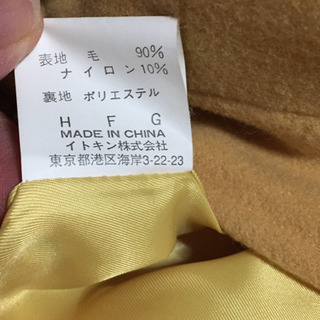 表地 毛 90%
ナイロン 10%
裏地 ポリエステル
H F G
MADE IN CHINA
イトキン株式会社
東京都港区海岸3-22-23